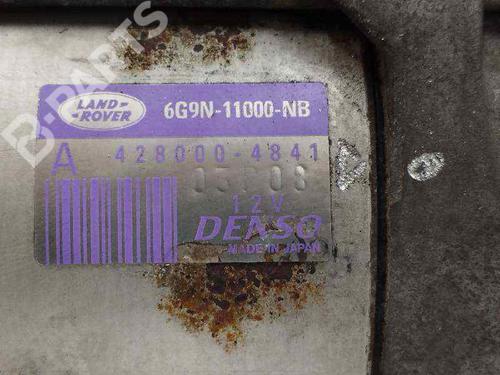 B-PARTS
LAND-
-ROVER
6G9N-11000-NB
A 428000-4841
12V
DENSO
MADE IN JAPAN